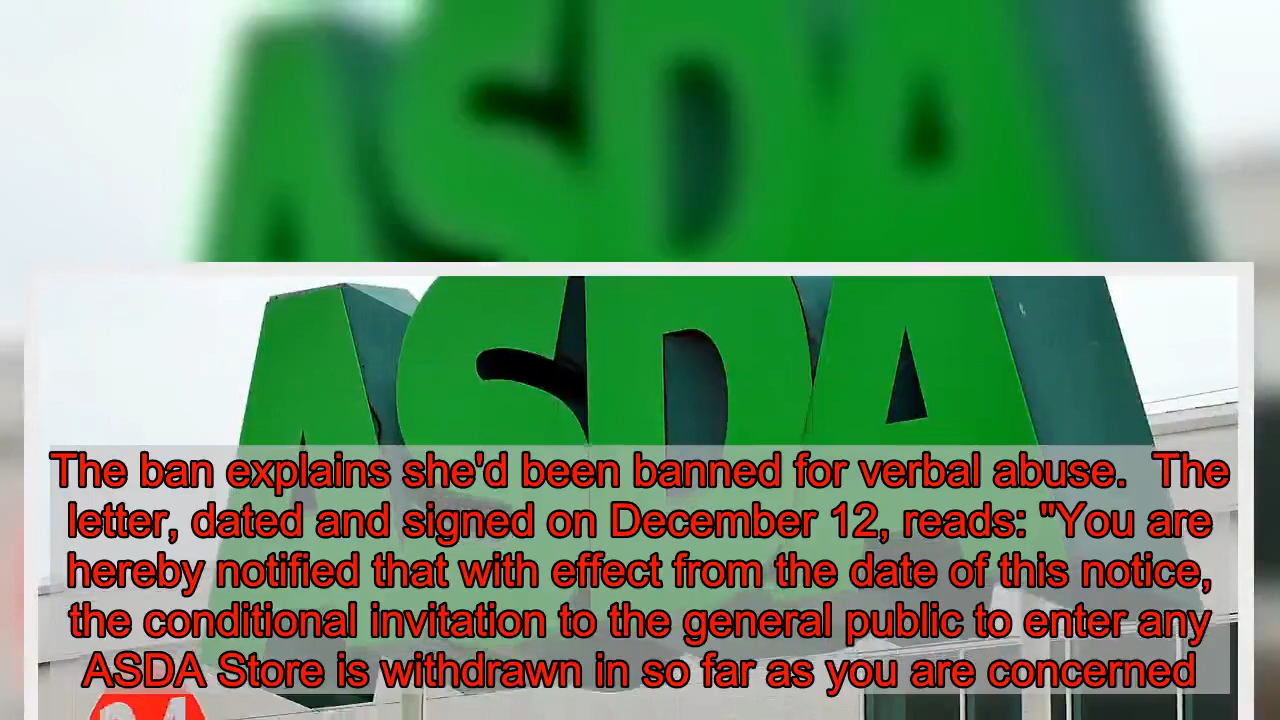 ASDA
ASDA
The ban explains she'd been banned for verbal abuse.  The
letter, dated and signed on December 12, reads: "You are
hereby notified that with effect from the date of this notice,
the conditional invitation to the general public to enter any
ASDA Store is withdrawn in so far as you are concerned
24